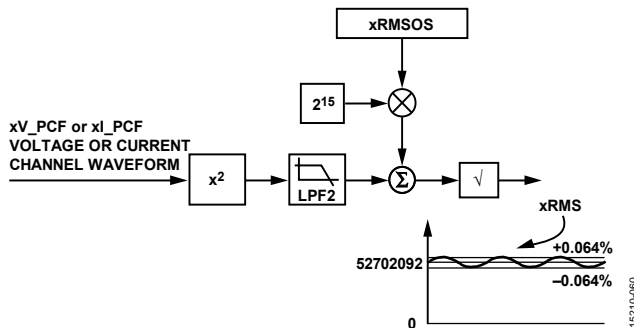 xRMSOS
2¹⁵
xV_PCF or xI_PCF
VOLTAGE OR CURRENT
CHANNEL WAVEFORM
x²
LPF2
Σ
√
xRMS
+0.064%
52702092
–0.064%
0
15210-060